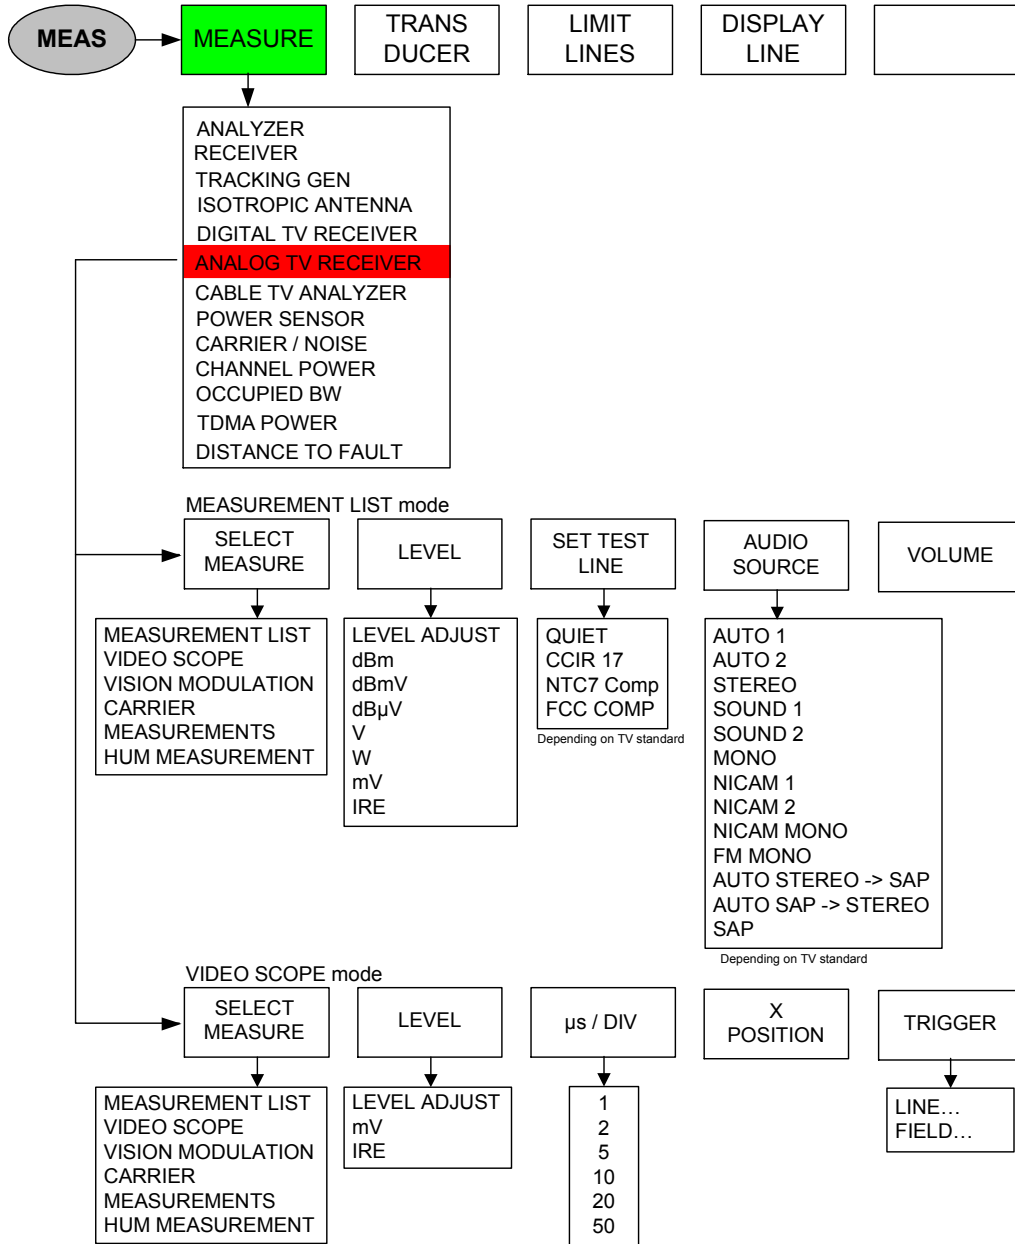 MEAS
MEASURE
TRANS
DUCER
LIMIT
LINES
DISPLAY
LINE
ANALYZER
RECEIVER
TRACKING GEN
ISOTROPIC ANTENNA
DIGITAL TV RECEIVER
ANALOG TV RECEIVER
CABLE TV ANALYZER
POWER SENSOR
CARRIER / NOISE
CHANNEL POWER
OCCUPIED BW
TDMA POWER
DISTANCE TO FAULT
MEASUREMENT LIST mode
SELECT
MEASURE
LEVEL
SET TEST
LINE
AUDIO
SOURCE
VOLUME
MEASUREMENT LIST
VIDEO SCOPE
VISION MODULATION
CARRIER
MEASUREMENTS
HUM MEASUREMENT
LEVEL ADJUST
dBm
dBmV
dBµV
V
W
mV
IRE
QUIET
CCIR 17
NTC7 Comp
FCC COMP
Depending on TV standard
AUTO 1
AUTO 2
STEREO
SOUND 1
SOUND 2
MONO
NICAM 1
NICAM 2
NICAM MONO
FM MONO
AUTO STEREO -> SAP
AUTO SAP -> STEREO
SAP
Depending on TV standard
VIDEO SCOPE mode
SELECT
MEASURE
LEVEL
µs / DIV
X
POSITION
TRIGGER
MEASUREMENT LIST
VIDEO SCOPE
VISION MODULATION
CARRIER
MEASUREMENTS
HUM MEASUREMENT
LEVEL ADJUST
mV
IRE
1
2
5
10
20
50
LINE…
FIELD…